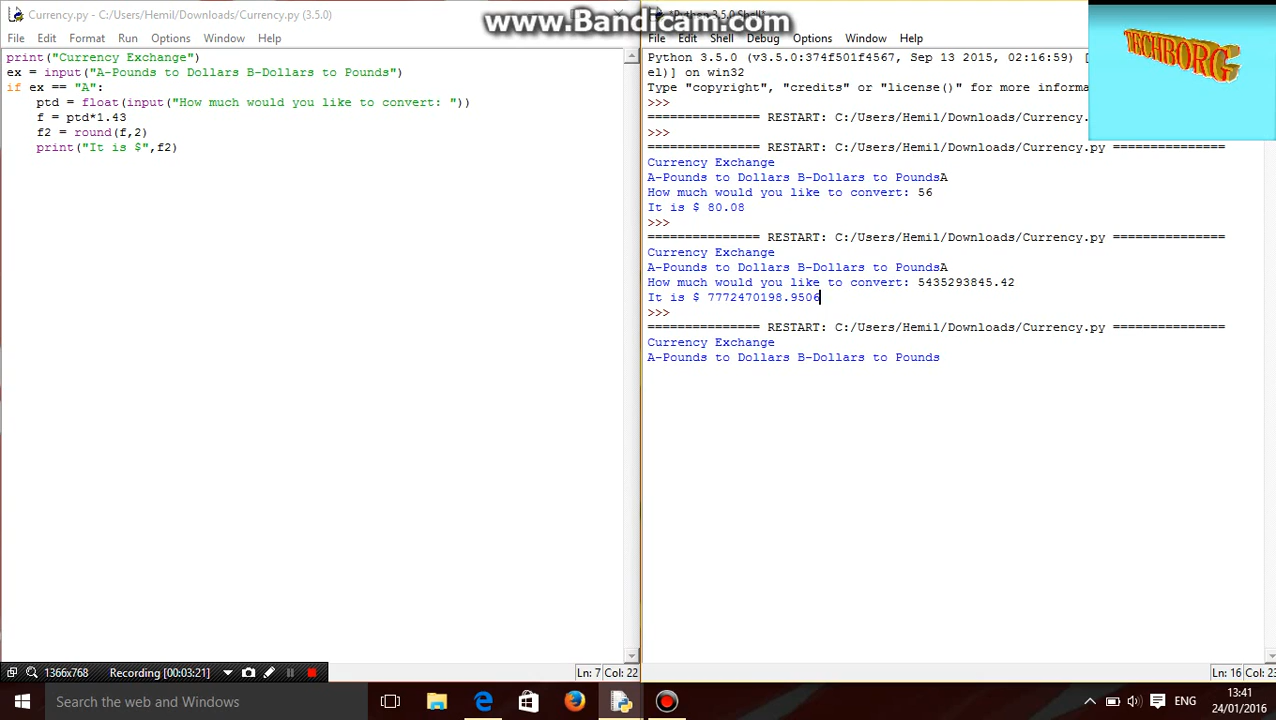 Currency.py - C:/Users/Hemil/Downloads/Currency.py (3.5.0)
www.Bandicam.com
File Edit Format Run Options Window Help
print("Currency Exchange")
ex = input("A-Pounds to Dollars B-Dollars to Pounds")
if ex == "A":
    ptd = float(input("How much would you like to convert: "))
    f = ptd*1.43
    f2 = round(f,2)
    print("It is $",f2)
Ln: 7 Col: 22
*Python 3.5.0 Shell*
File Edit Shell Debug Options Window Help
Python 3.5.0 (v3.5.0:374f501f4567, Sep 13 2015, 02:16:59) [
el)] on win32
Type "copyright", "credits" or "license()" for more informa
>>>
=============== RESTART: C:/Users/Hemil/Downloads/Currency.
>>>
=============== RESTART: C:/Users/Hemil/Downloads/Currency.py ===============
Currency Exchange
A-Pounds to Dollars B-Dollars to PoundsA
How much would you like to convert: 56
It is $ 80.08
>>>
=============== RESTART: C:/Users/Hemil/Downloads/Currency.py ===============
Currency Exchange
A-Pounds to Dollars B-Dollars to PoundsA
How much would you like to convert: 5435293845.42
It is $ 7772470198.9506
>>>
=============== RESTART: C:/Users/Hemil/Downloads/Currency.py ===============
Currency Exchange
A-Pounds to Dollars B-Dollars to Pounds
Ln: 16 Col: 23
TECHBORG
1366x768 Recording [00:03:21]
Search the web and Windows
ENG
13:41
24/01/2016